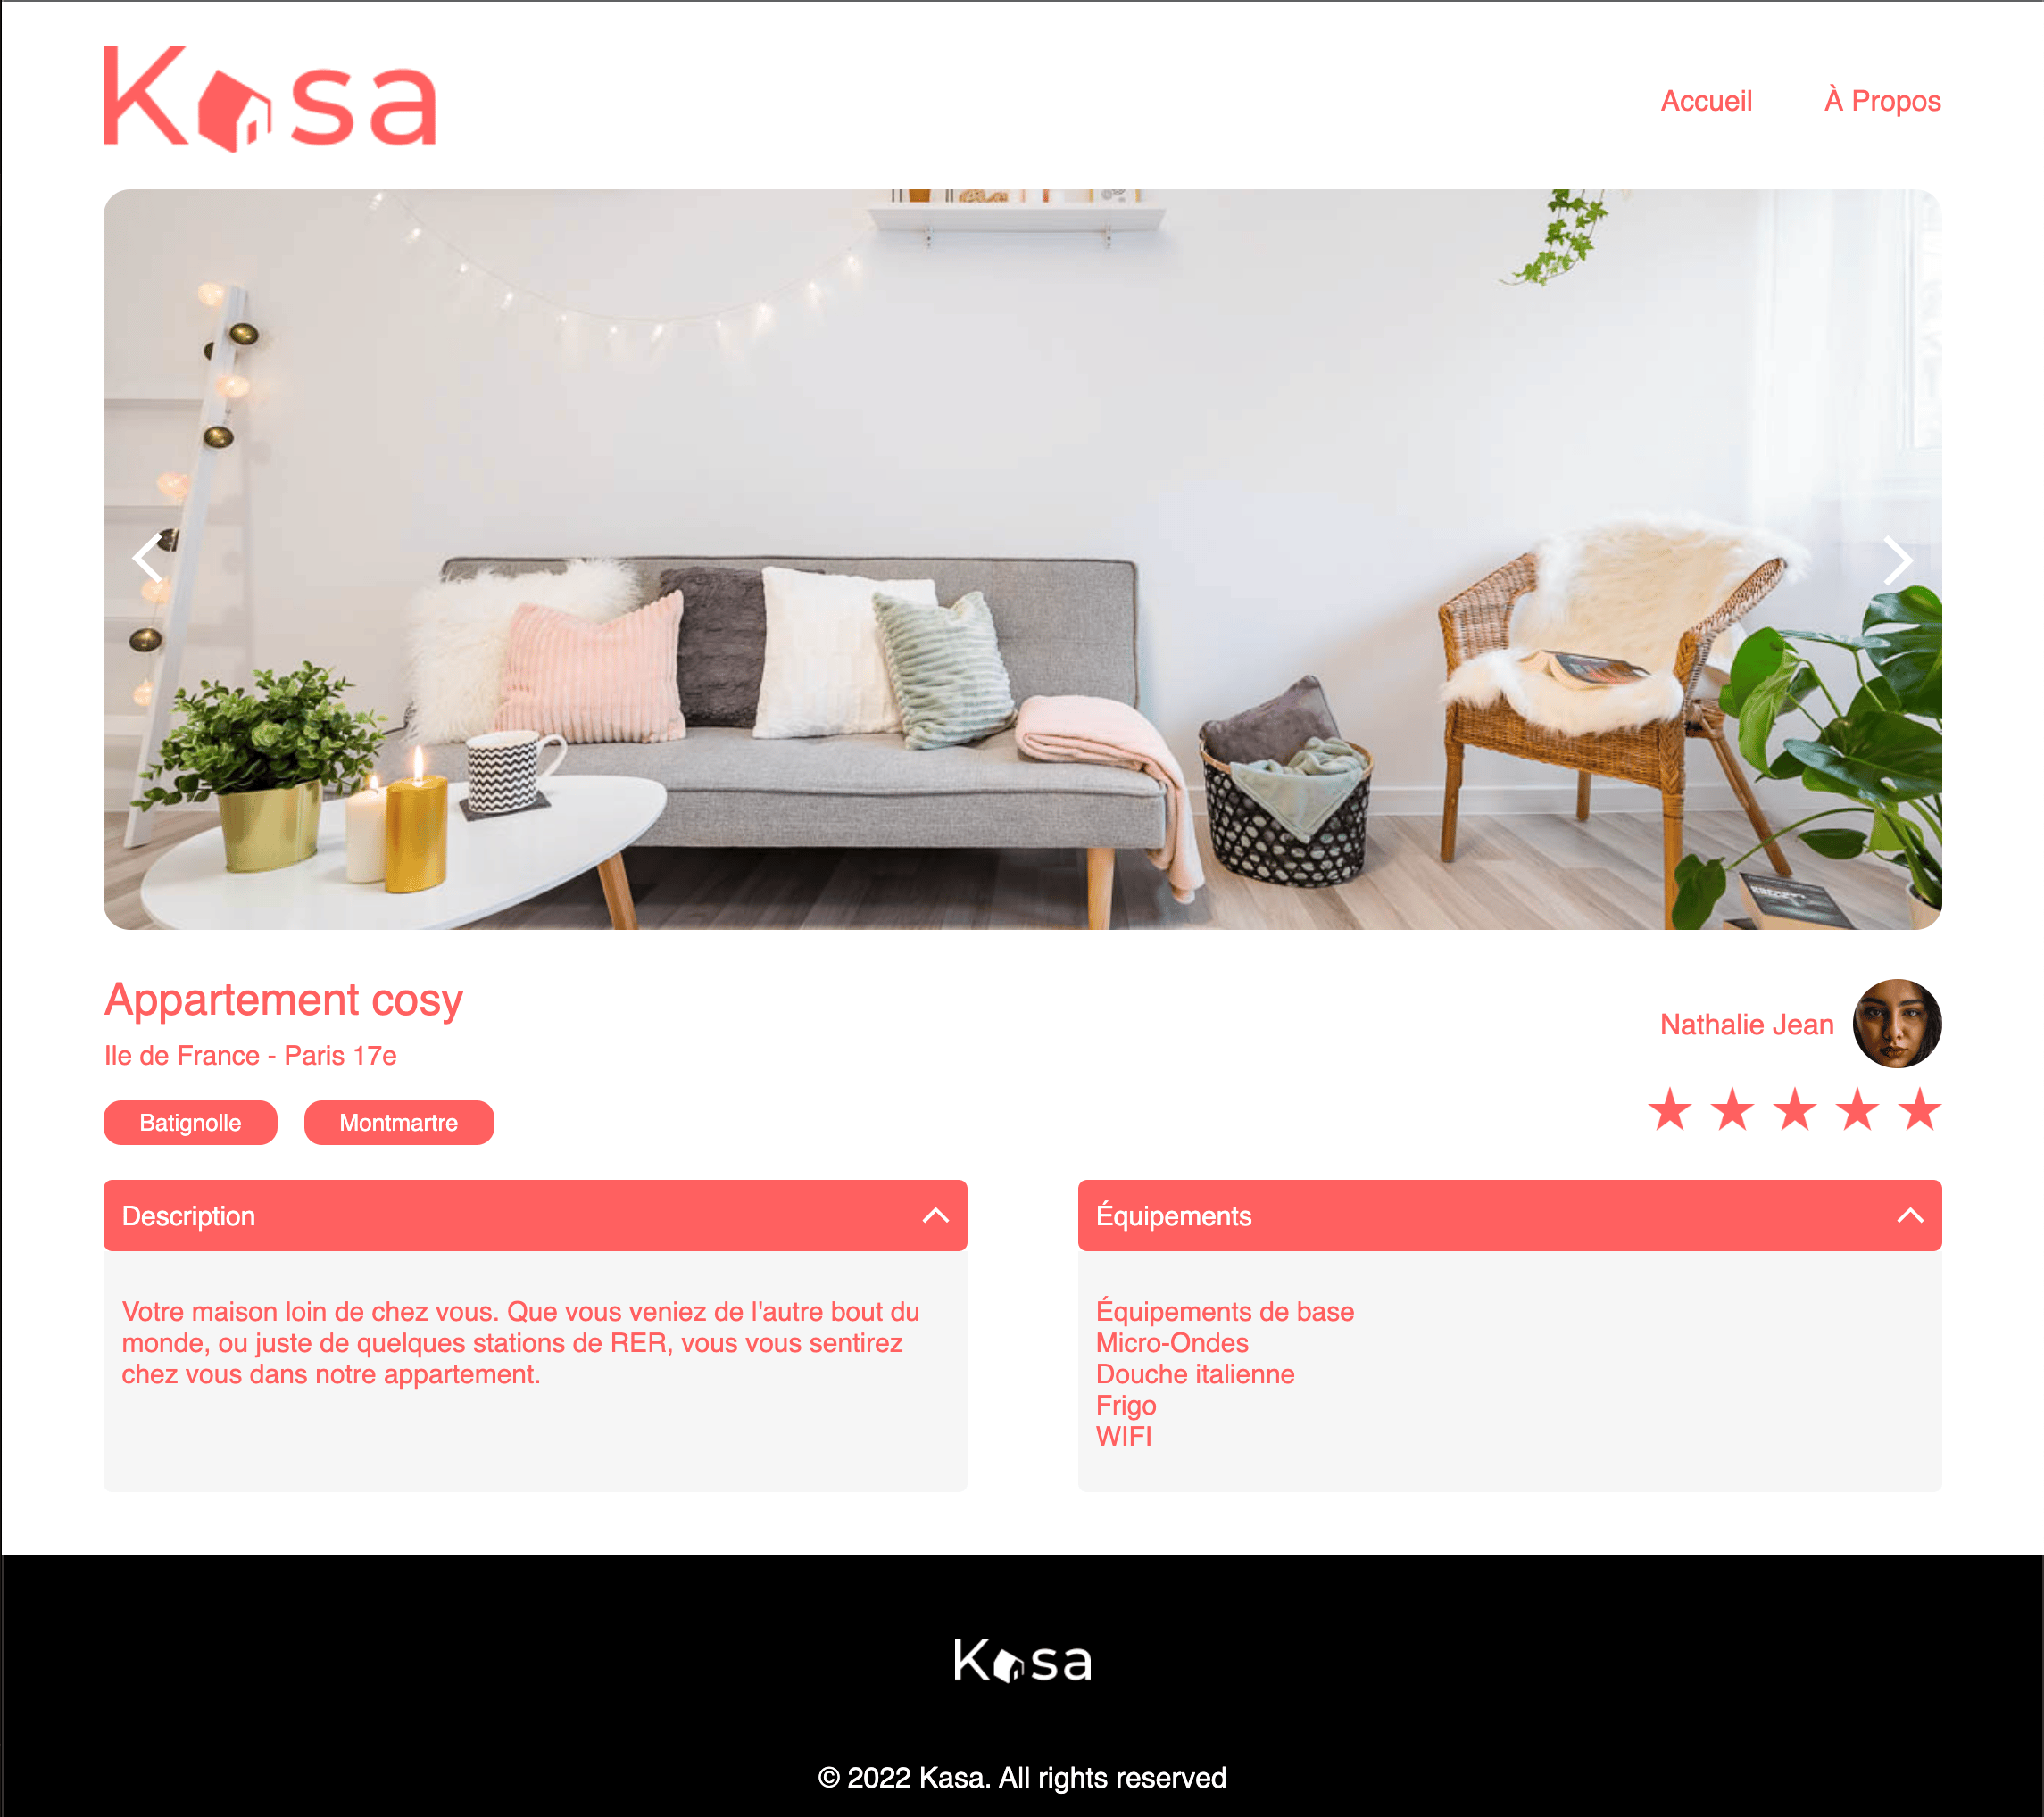 Kasa
Accueil
À Propos
Appartement cosy
Ile de France - Paris 17e
Nathalie Jean
Batignolle
Montmartre
Description
Votre maison loin de chez vous. Que vous veniez de l'autre bout du
monde, ou juste de quelques stations de RER, vous vous sentirez
chez vous dans notre appartement.
Équipements
Équipements de base
Micro-Ondes
Douche italienne
Frigo
WIFI
Kasa
© 2022 Kasa. All rights reserved